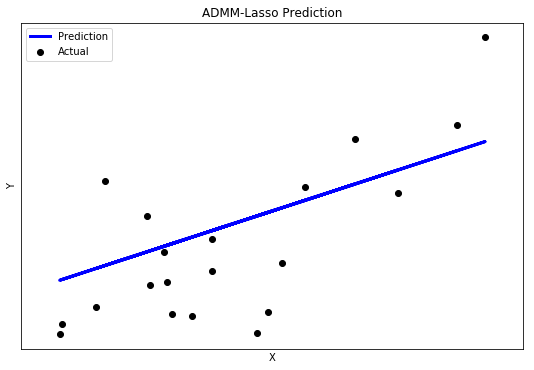 ADMM-Lasso Prediction
Prediction
Actual
Y
X